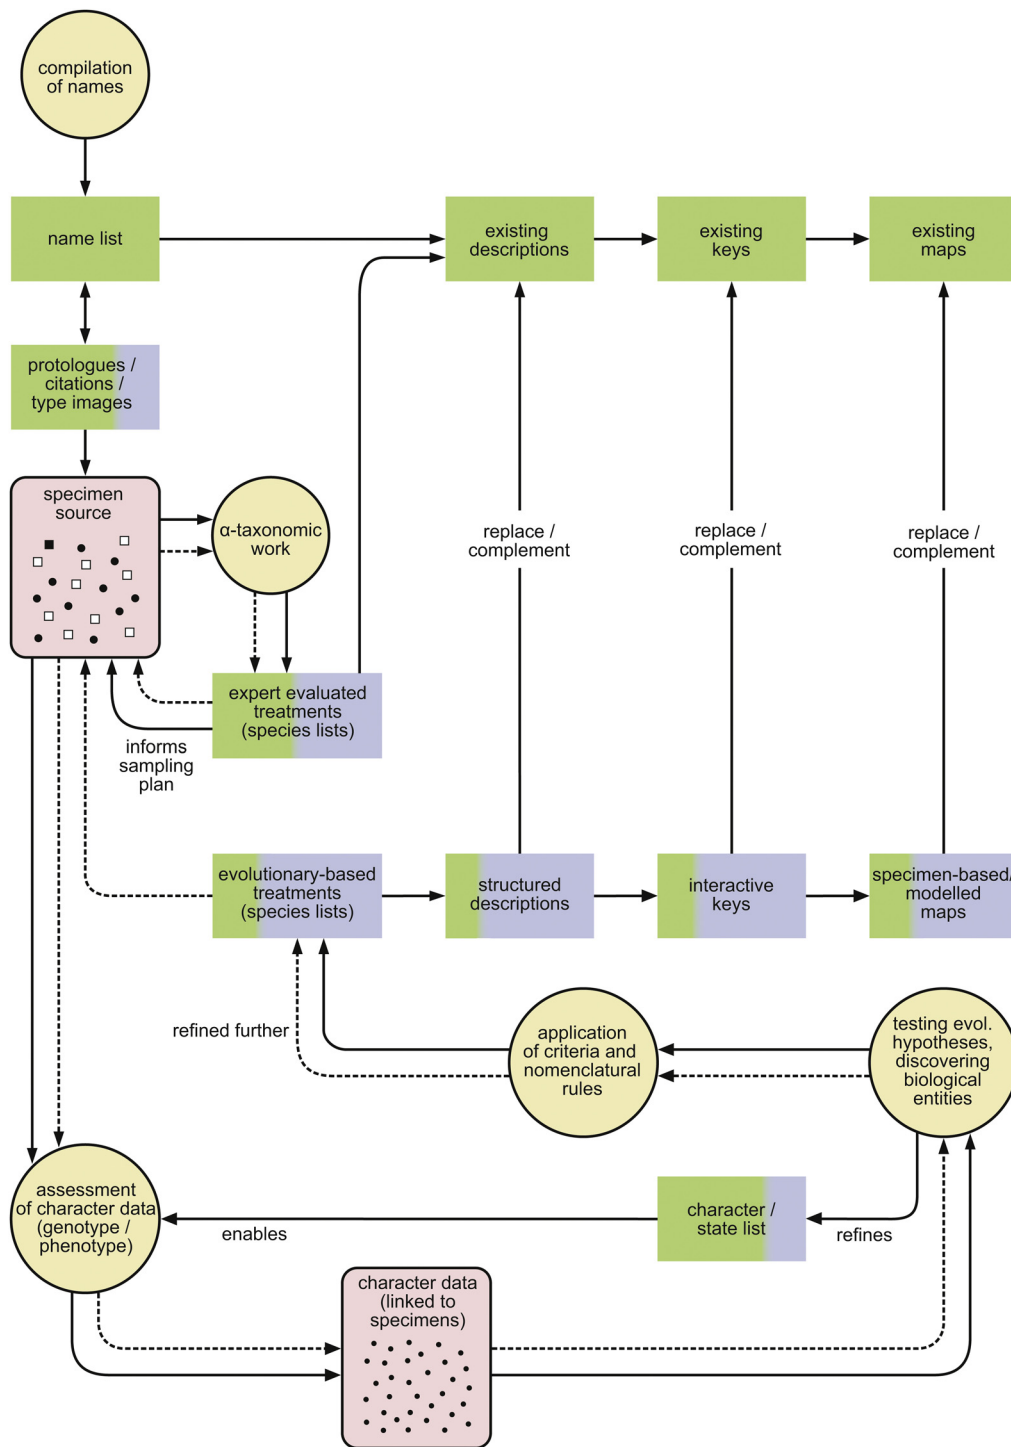 compilation
of names
name list
existing
descriptions
existing
keys
existing
maps
protologues /
citations /
type images
specimen
source
α-taxonomic
work
replace /
complement
replace /
complement
replace /
complement
expert evaluated
treatments
(species lists)
informs
sampling
plan
evolutionary-based
treatments
(species lists)
structured
descriptions
interactive
keys
specimen-based/
modelled
maps
refined further
application
of criteria and
nomenclatural
rules
testing evol.
hypotheses,
discovering
biological
entities
assessment
of character data
(genotype /
phenotype)
enables
character /
state list
refines
character data
(linked to
specimens)